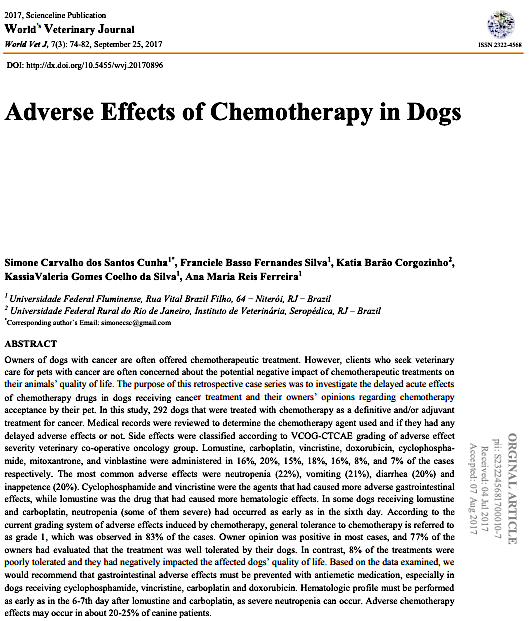 2017, Scienceline Publication
World's Veterinary Journal
World Vet J, 7(3): 74-82, September 25, 2017
ISSN 2322-4568
DOI: http://dx.doi.org/10.5455/wvj.20170896
Adverse Effects of Chemotherapy in Dogs
Simone Carvalho dos Santos Cunha1*, Franciele Basso Fernandes Silva1, Katia Barão Corgozinho2,
KassiaValeria Gomes Coelho da Silva1, Ana Maria Reis Ferreira1
1 Universidade Federal Fluminense, Rua Vital Brazil Filho, 64 – Niterói, RJ – Brazil
2 Universidade Federal Rural do Rio de Janeiro, Instituto de Veterinária, Seropédica, RJ – Brazil
*Corresponding author's Email: simonecsc@gmail.com
ABSTRACT
Owners of dogs with cancer are often offered chemotherapeutic treatment. However, clients who seek veterinary
care for pets with cancer are often concerned about the potential negative impact of chemotherapeutic treatments on
their animals' quality of life. The purpose of this retrospective case series was to investigate the delayed acute effects
of chemotherapy drugs in dogs receiving cancer treatment and their owners' opinions regarding chemotherapy
acceptance by their pet. In this study, 292 dogs that were treated with chemotherapy as a definitive and/or adjuvant
treatment for cancer. Medical records were reviewed to determine the chemotherapy agent used and if they had any
delayed adverse effects or not. Side effects were classified according to VCOG-CTCAE grading of adverse effect
severity veterinary co-operative oncology group. Lomustine, carboplatin, vincristine, doxorubicin, cyclophospha-
mide, mitoxantrone, and vinblastine were administered in 16%, 20%, 15%, 18%, 16%, 8%, and 7% of the cases
respectively. The most common adverse effects were neutropenia (22%), vomiting (21%), diarrhea (20%) and
inappetence (20%). Cyclophosphamide and vincristine were the agents that had caused more adverse gastrointestinal
effects, while lomustine was the drug that had caused more hematologic effects. In some dogs receiving lomustine
and carboplatin, neutropenia (some of them severe) had occurred as early as in the sixth day. According to the
current grading system of adverse effects induced by chemotherapy, general tolerance to chemotherapy is referred to
as grade 1, which was observed in 83% of the cases. Owner opinion was positive in most cases, and 77% of the
owners had evaluated that the treatment was well tolerated by their dogs. In contrast, 8% of the treatments were
poorly tolerated and they had negatively impacted the affected dogs' quality of life. Based on the data examined, we
would recommend that gastrointestinal adverse effects must be prevented with antiemetic medication, especially in
dogs receiving cyclophosphamide, vincristine, carboplatin and doxorubicin. Hematologic profile must be performed
as early as in the 6-7th day after lomustine and carboplatin, as severe neutropenia can occur. Adverse chemotherapy
effects may occur in about 20-25% of canine patients.
ORGINAL ARTICLE
pii: S232245681700010-7
Received: 04 Jul 2017
Accepted: 07 Aug 2017